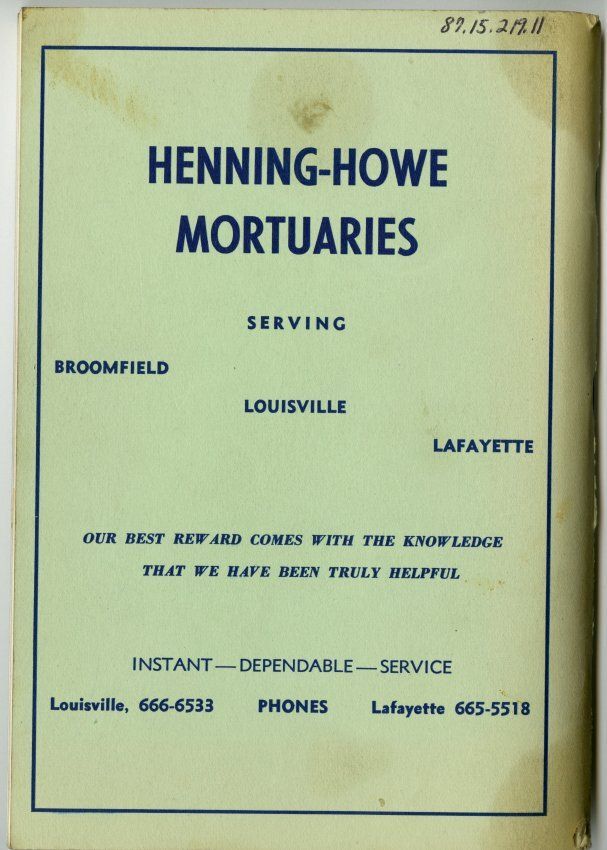 87.15.219.11
HENNING-HOWE
MORTUARIES
SERVING
BROOMFIELD
LOUISVILLE
LAFAYETTE
OUR BEST REWARD COMES WITH THE KNOWLEDGE
THAT WE HAVE BEEN TRULY HELPFUL
INSTANT — DEPENDABLE — SERVICE
Louisville, 666-6533 PHONES Lafayette 665-5518